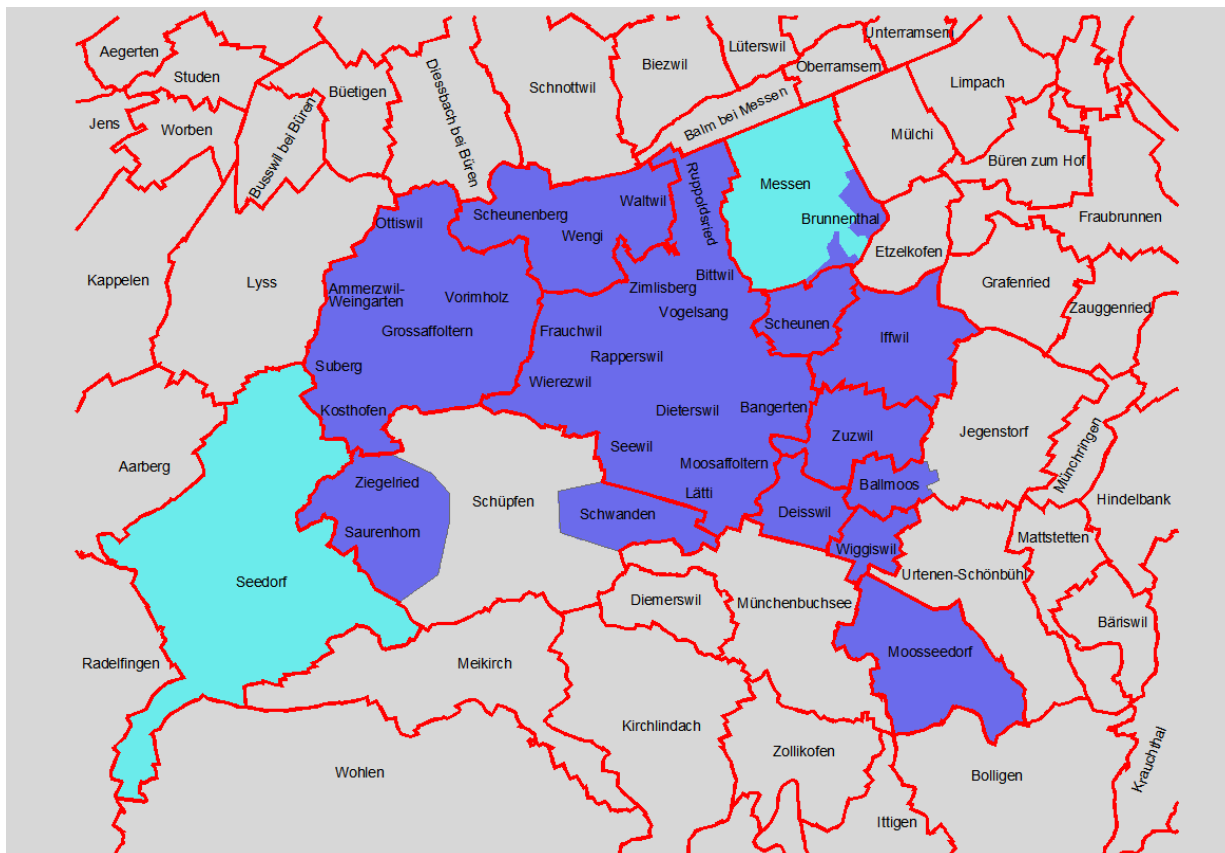 Aegerten
Studen
Büetigen
Jens
Worben
Busswil bei Büren
Diessbach bei Büren
Schnottwil
Biezwil
Lüterswil
Unterramsern
Oberramsern
Balm bei Messen
Limpach
Mülchi
Büren zum Hof
Fraubrunnen
Messen
Brunnenthal
Etzelkofen
Grafenried
Zauggenried
Kappelen
Lyss
Ottiswil
Scheunenberg
Wengi
Waltwil
Ruppoldsried
Bittwil
Zimlisberg
Vogelsang
Ammerzwil-
Weingarten
Vorimholz
Grossaffoltern
Frauchwil
Scheunen
Iffwil
Rapperswil
Wierezwil
Suberg
Kosthofen
Dieterswil
Bangerten
Zuzwil
Jegenstorf
Münchringen
Seewil
Moosaffoltern
Aarberg
Ziegelried
Schüpfen
Lätti
Ballmoos
Hindelbank
Schwanden
Deisswil
Saurenhorn
Wiggiswil
Mattstetten
Urtenen-Schönbühl
Seedorf
Diemerswil
Münchenbuchsee
Bäriswil
Radelfingen
Meikirch
Moosseedorf
Kirchlindach
Zollikofen
Wohlen
Bolligen
Krauchthal
Ittigen